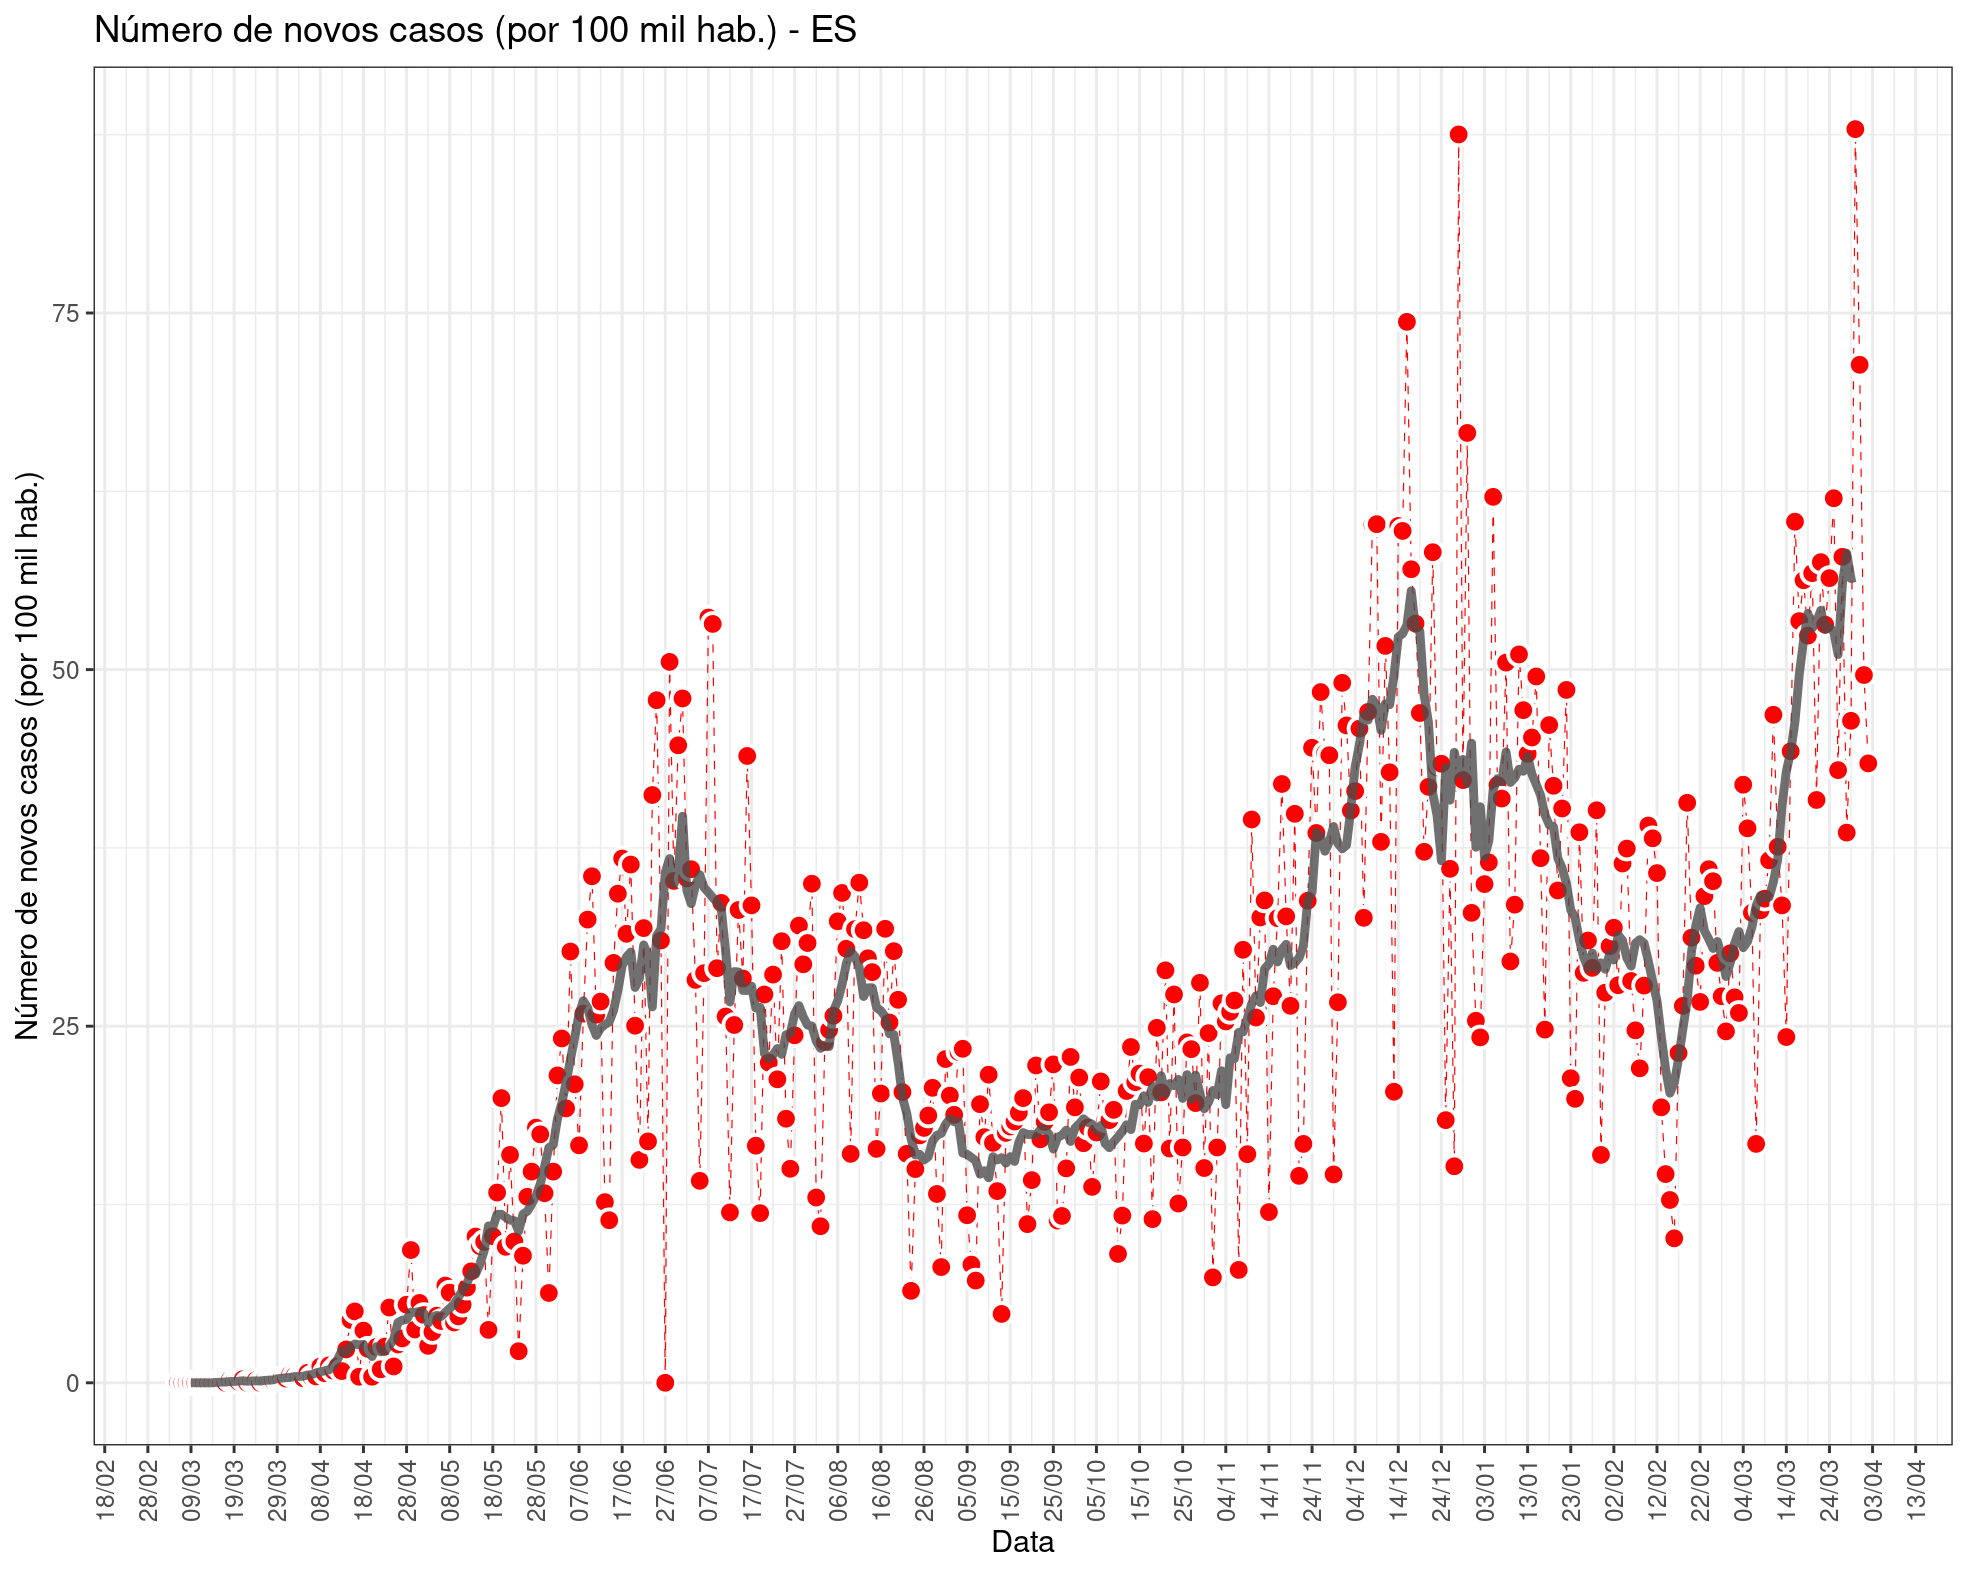 Número de novos casos (por 100 mil hab.) - ES
Número de novos casos (por 100 mil hab.)
75
50
25
0
18/02 28/02 09/03 19/03 29/03 08/04 18/04 28/04 08/05 18/05 28/05 07/06 17/06 27/06 07/07 17/07 27/07 06/08 16/08 26/08 05/09 15/09 25/09 05/10 15/10 25/10 04/11 14/11 24/11 04/12 14/12 24/12 03/01 13/01 23/01 02/02 12/02 22/02 04/03 14/03 24/03 03/04 13/04
Data